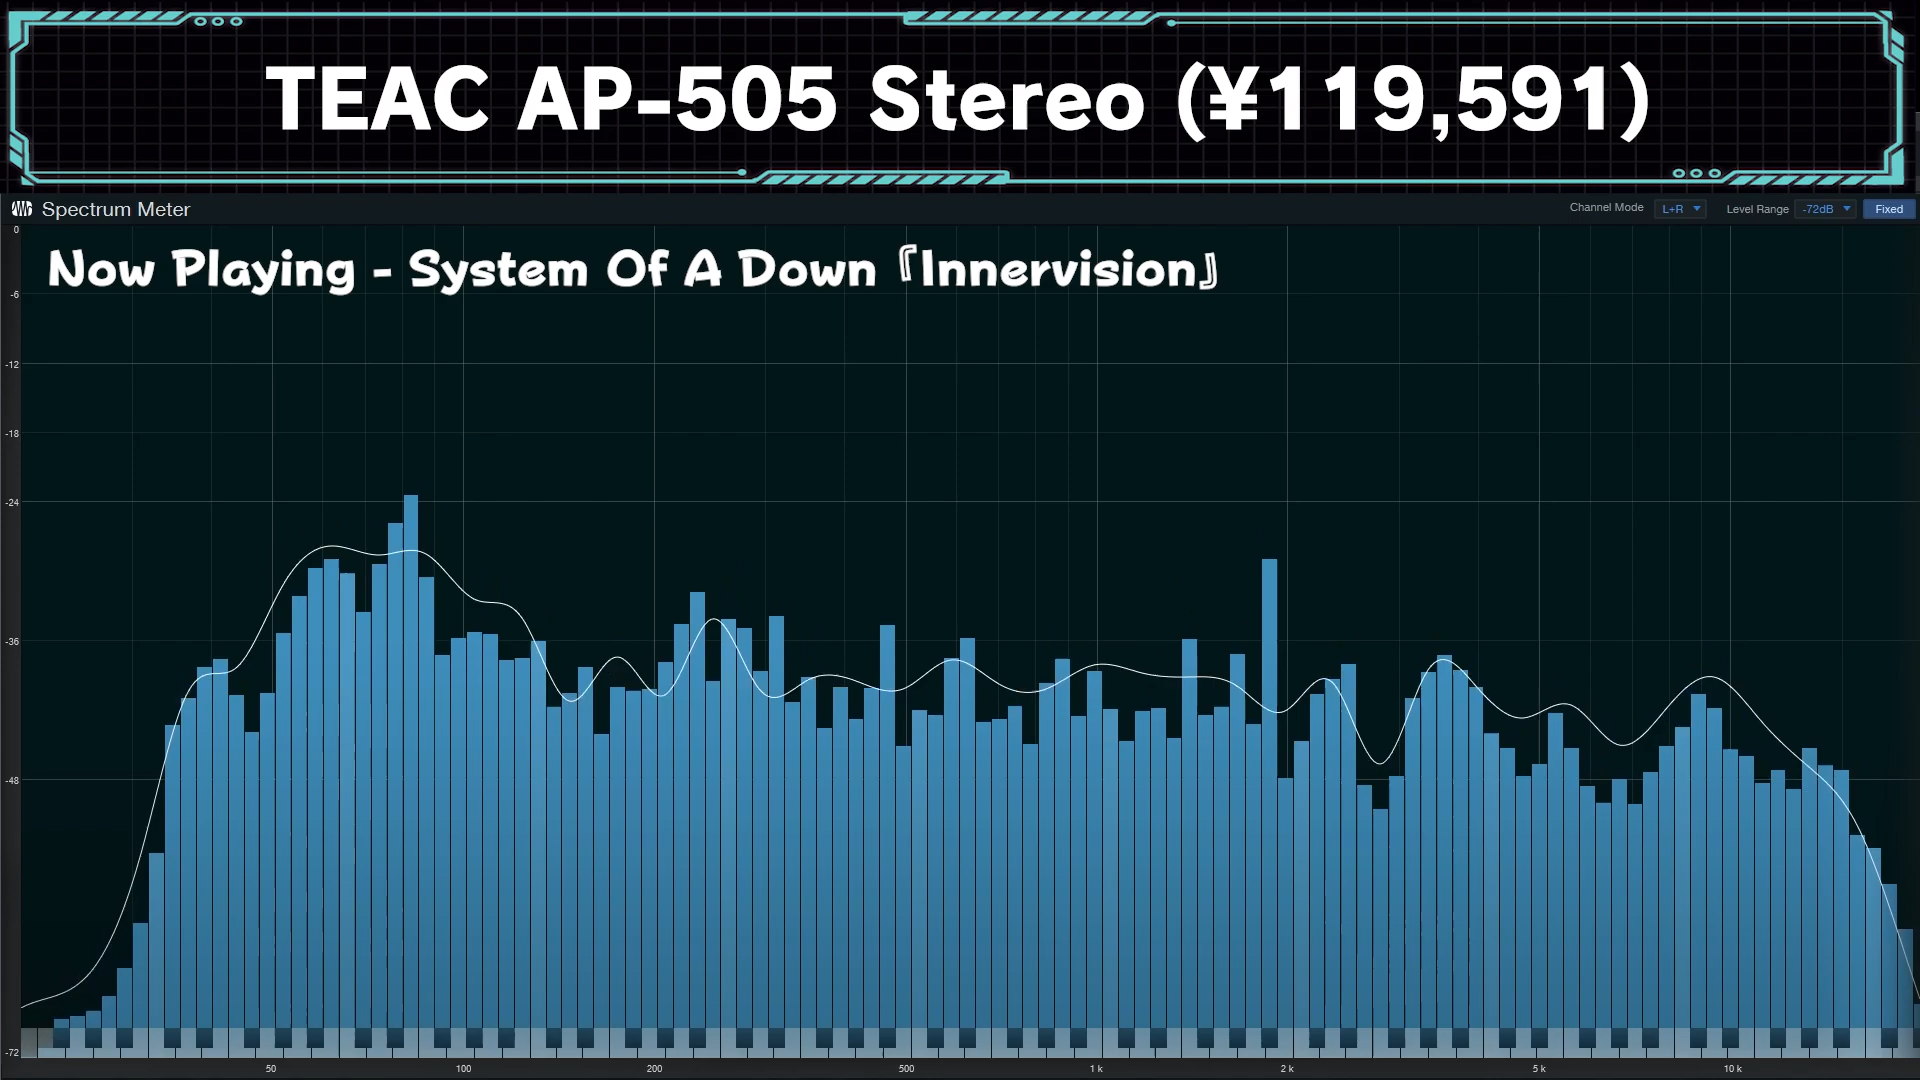 TEAC AP-505 Stereo (¥119,591)
Spectrum Meter
Channel Mode L+R Level Range -72dB Fixed
Now Playing - System Of A Down『Innervision』
0
-6
-12
-18
-24
-36
-48
-72
50 100 200 500 1 k 2 k 5 k 10 k